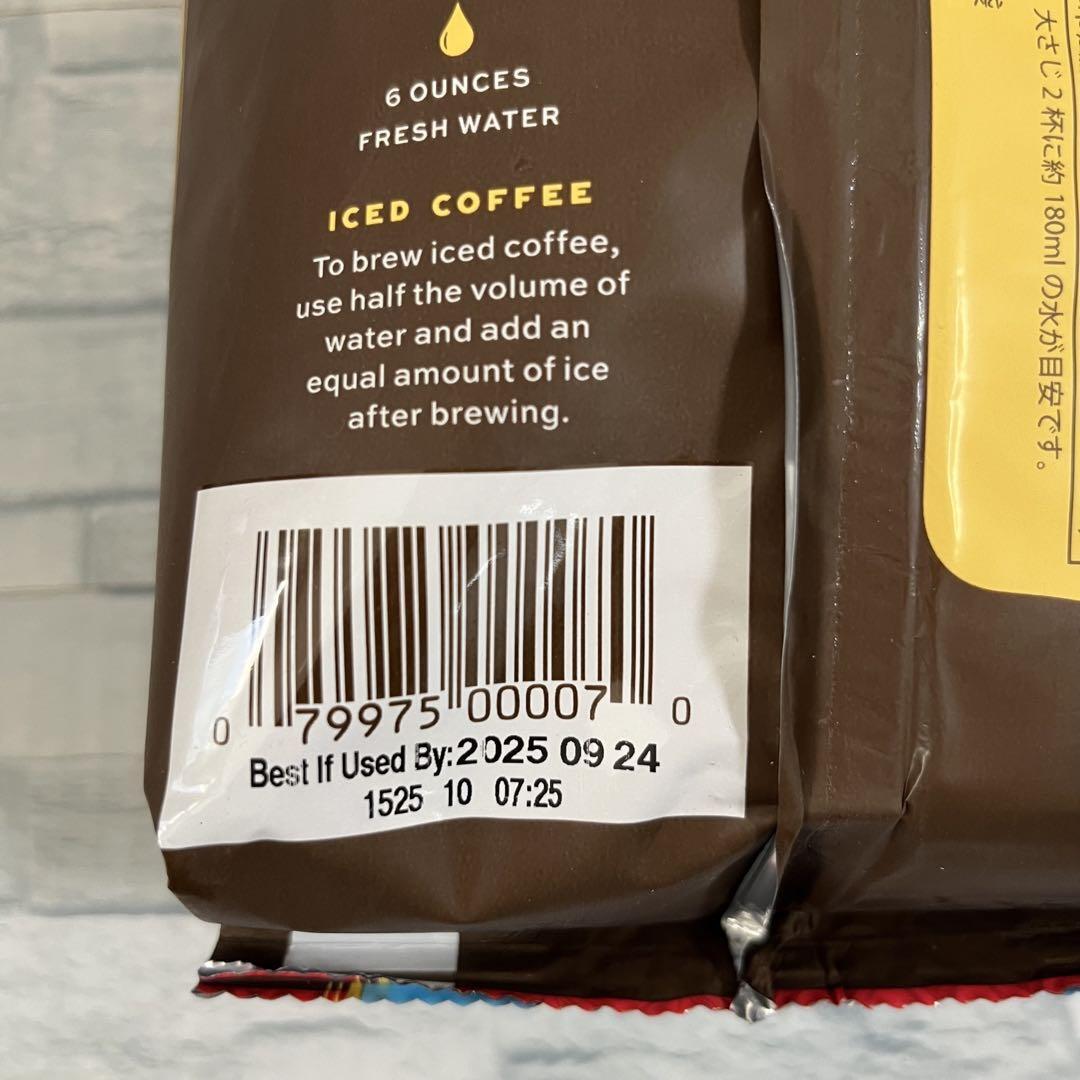 6 OUNCES
FRESH WATER
ICED COFFEE
To brew iced coffee,
use half the volume of
water and add an
equal amount of ice
after brewing.
0 79975 00007 0
Best If Used By:2025 09 24
1525 10 07:25
大さじ2杯に約180mlの水が目安です。